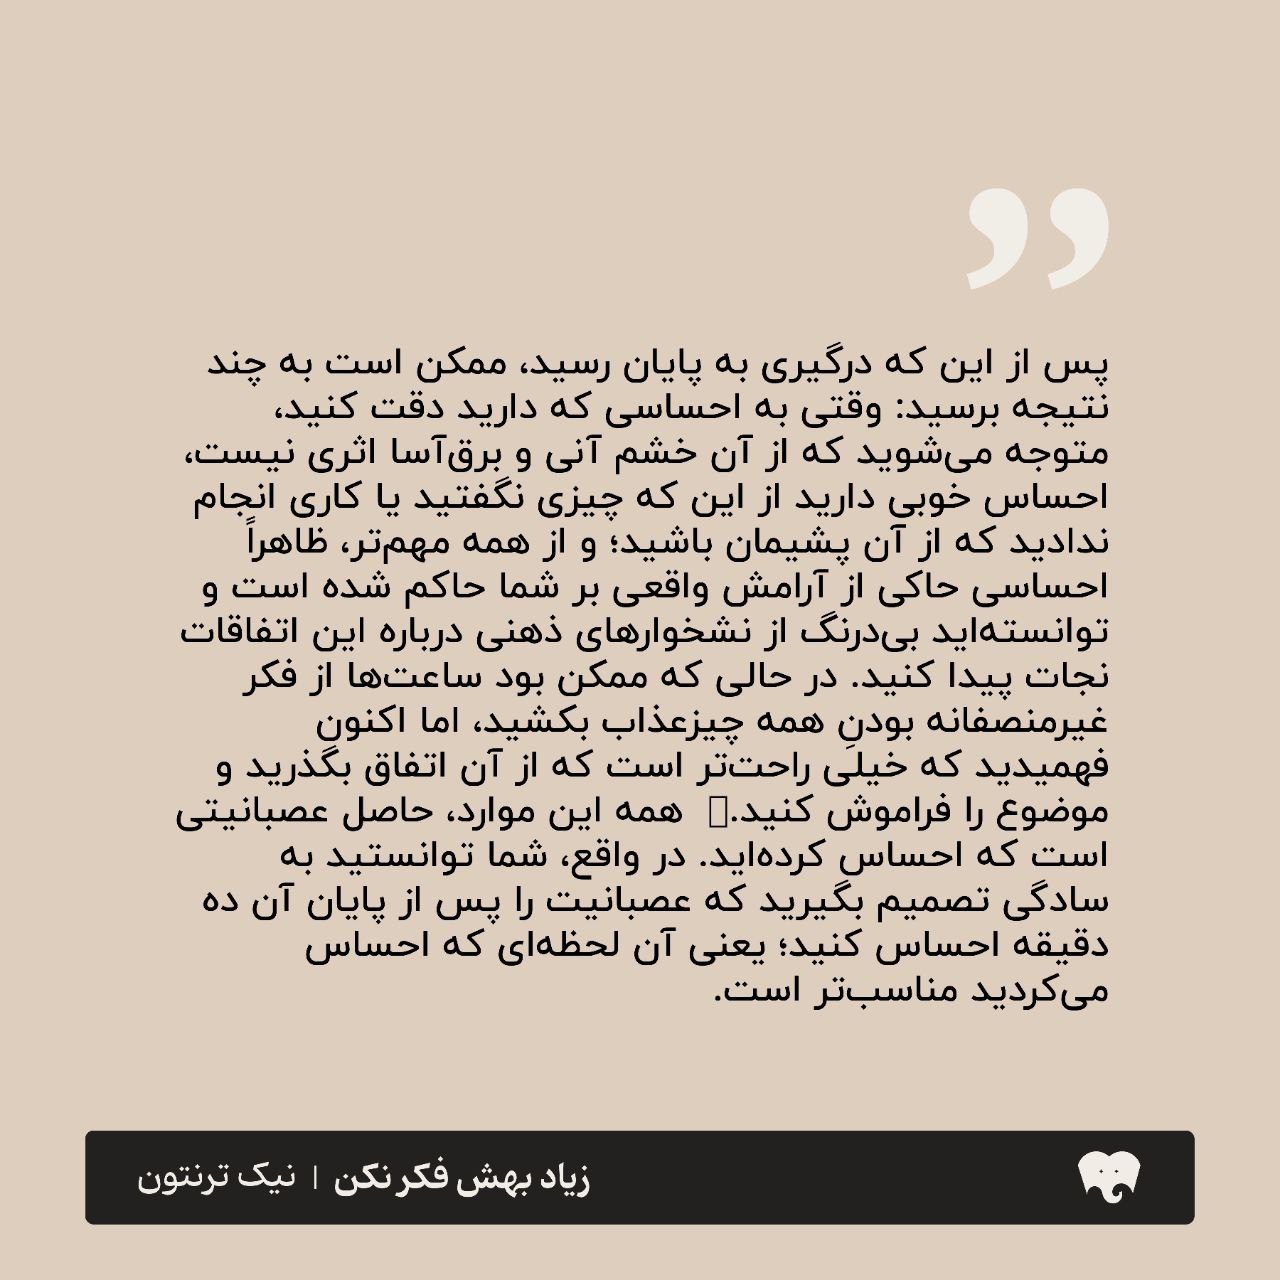 ”
پس از این که درگیری به پایان رسید، ممکن است به چند
نتیجه برسید: وقتی به احساسی که دارید دقت کنید،
متوجه می‌شوید که از آن خشم آنی و برق‌آسا اثری نیست،
احساس خوبی دارید از این که چیزی نگفتید یا کاری انجام
ندادید که از آن پشیمان باشید؛ و از همه مهم‌تر، ظاهراً
احساسی حاکی از آرامش واقعی بر شما حاکم شده است و
توانسته‌اید بی‌درنگ از نشخوارهای ذهنی درباره این اتفاقات
نجات پیدا کنید. در حالی که ممکن بود ساعت‌ها از فکر
غیرمنصفانه بودنِ همه چیزعذاب بکشید، اما اکنون
فهمیدید که خیلی راحت‌تر است که از آن اتفاق بگذرید و
موضوع را فراموش کنید.▯ همه این موارد، حاصل عصبانیتی
است که احساس کرده‌اید. در واقع، شما توانستید به
سادگی تصمیم بگیرید که عصبانیت را پس از پایان آن ده
دقیقه احساس کنید؛ یعنی آن لحظه‌ای که احساس
می‌کردید مناسب‌تر است.
زیاد بهش فکر نکن | نیک ترنتون